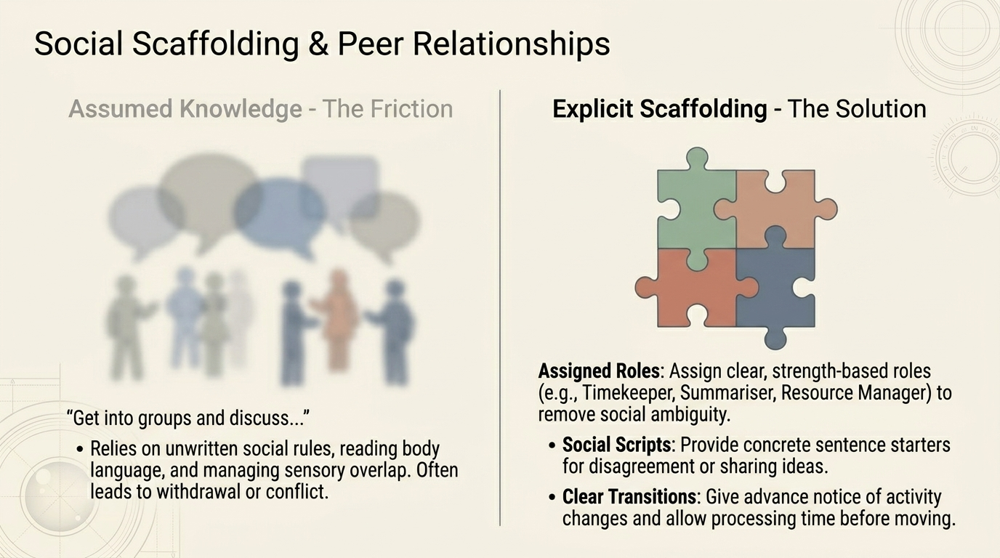 Social Scaffolding & Peer Relationships
Assumed Knowledge - The Friction
“Get into groups and discuss...”
• Relies on unwritten social rules, reading body
language, and managing sensory overlap. Often
leads to withdrawal or conflict.
Explicit Scaffolding - The Solution
Assigned Roles: Assign clear, strength-based roles
(e.g., Timekeeper, Summariser, Resource Manager) to
remove social ambiguity.
• Social Scripts: Provide concrete sentence starters
for disagreement or sharing ideas.
• Clear Transitions: Give advance notice of activity
changes and allow processing time before moving.